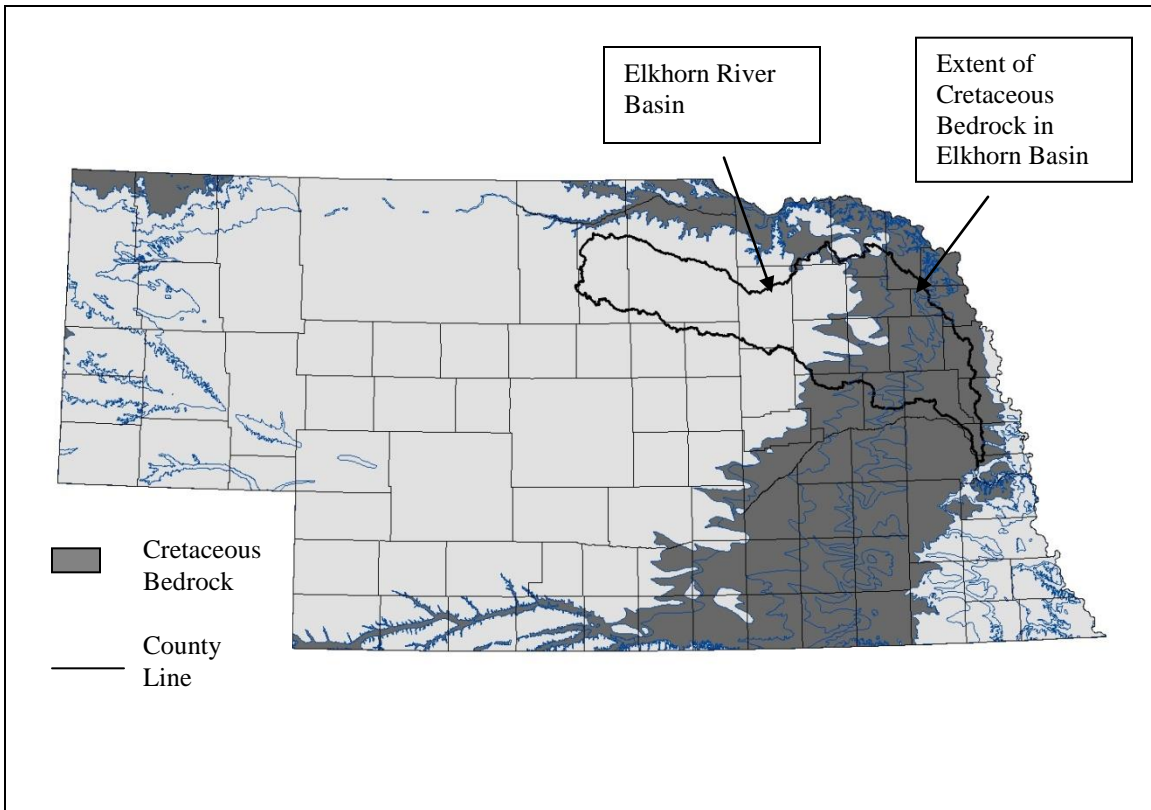 Elkhorn River
Basin
Extent of
Cretaceous
Bedrock in
Elkhorn Basin
Cretaceous
Bedrock
County
Line